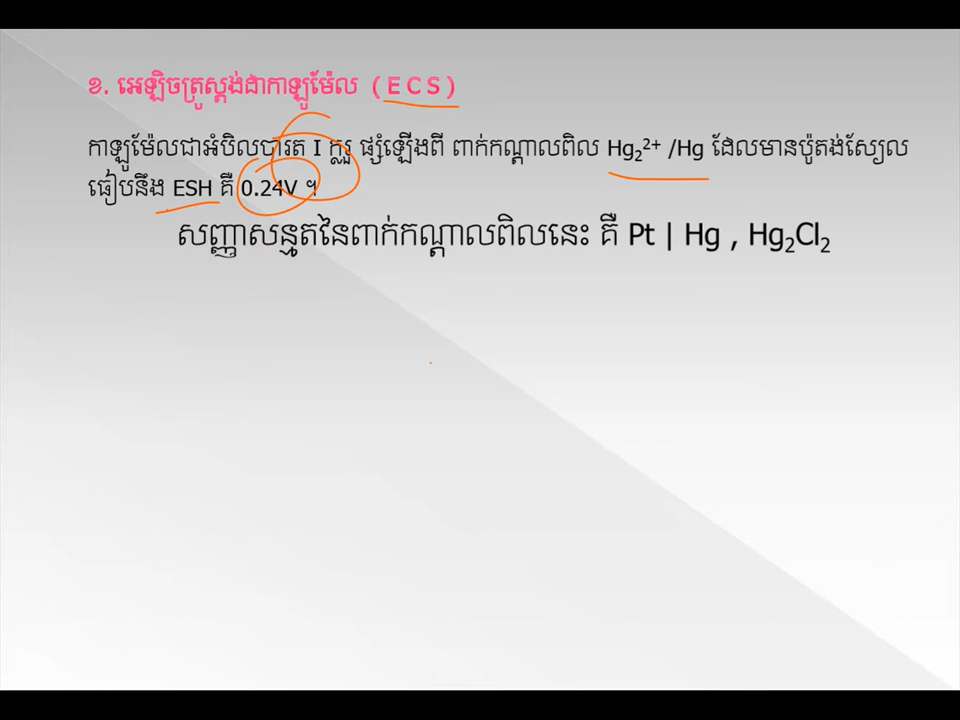 ខ. អេឡិចត្រូស្តង់ដាកាឡូម៉ែល (ECS)
កាឡូម៉ែលជាអំបិលបារត I ក្លរួ ផ្សំឡើងពី ពាក់កណ្តាលពិល Hg₂²⁺ /Hg ដែលមានប៉ូតង់ស្យែល
ធៀបនឹង ESH គឺ 0.24V ។
សញ្ញាសន្មតនៃពាក់កណ្តាលពិលនេះ គឺ Pt | Hg , Hg₂Cl₂